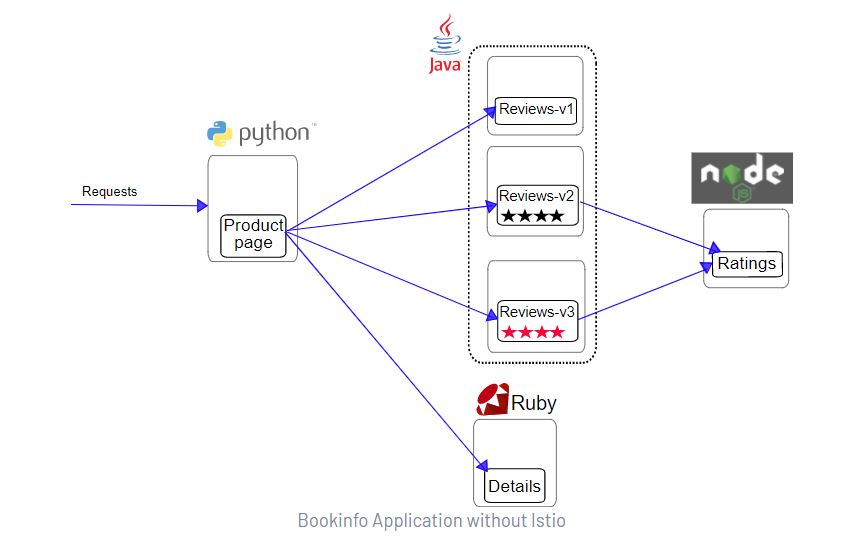 Java
Reviews-v1
python™
Requests
Product
page
Reviews-v2
node
JS
Ratings
Reviews-v3
Ruby
Details
Bookinfo Application without Istio